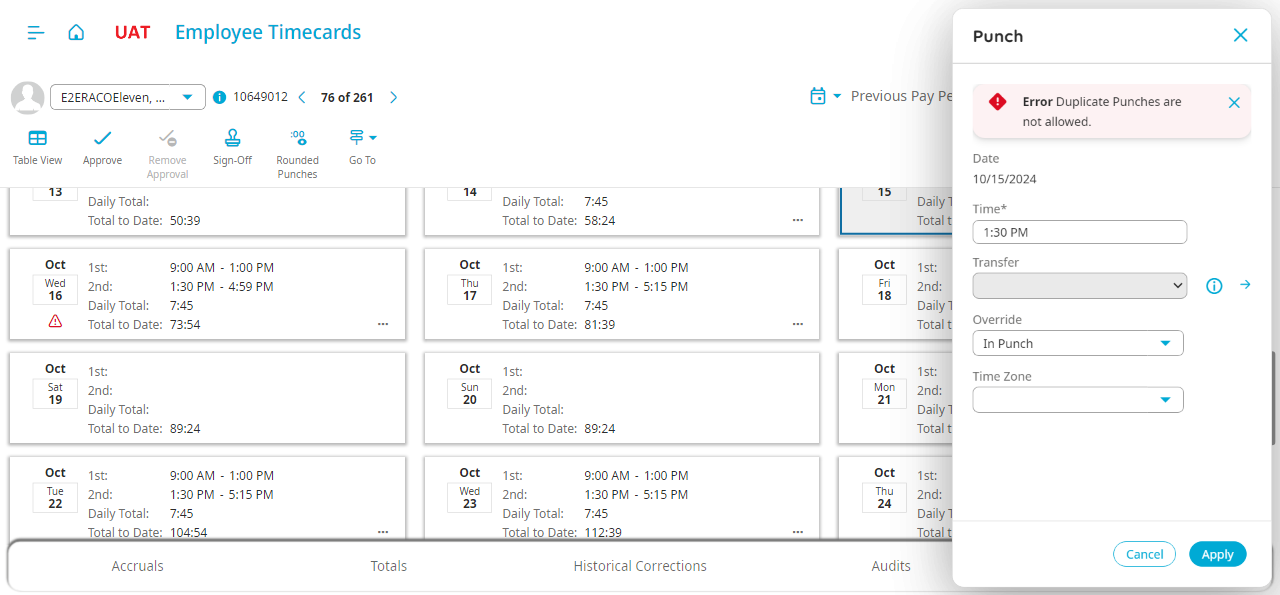 UAT
Employee Timecards
E2ERACOEleven, ...
10649012
76 of 261
Previous Pay Pe
Table View
Approve
Remove Approval
Sign-Off
Rounded Punches
Go To
13
Daily Total:
Total to Date: 50:39
14
Daily Total: 7:45
Total to Date: 58:24
...
15
Daily T
Total t
Oct
Wed
16
1st: 9:00 AM - 1:00 PM
2nd: 1:30 PM - 4:59 PM
Daily Total: 7:45
Total to Date: 73:54
...
Oct
Thu
17
1st: 9:00 AM - 1:00 PM
2nd: 1:30 PM - 5:15 PM
Daily Total: 7:45
Total to Date: 81:39
...
Oct
Fri
18
1st:
2nd:
Daily T
Total t
Oct
Sat
19
1st:
2nd:
Daily Total:
Total to Date: 89:24
Oct
Sun
20
1st:
2nd:
Daily Total:
Total to Date: 89:24
Oct
Mon
21
1st:
2nd:
Daily T
Total t
Oct
Tue
22
1st: 9:00 AM - 1:00 PM
2nd: 1:30 PM - 5:15 PM
Daily Total: 7:45
Total to Date: 104:54
...
Oct
Wed
23
1st: 9:00 AM - 1:00 PM
2nd: 1:30 PM - 5:15 PM
Daily Total: 7:45
Total to Date: 112:39
...
Oct
Thu
24
1st:
2nd:
Daily T
Total t
Accruals
Totals
Historical Corrections
Audits
Punch
Error Duplicate Punches are
not allowed.
Date
10/15/2024
Time*
1:30 PM
Transfer
Override
In Punch
Time Zone
Cancel
Apply